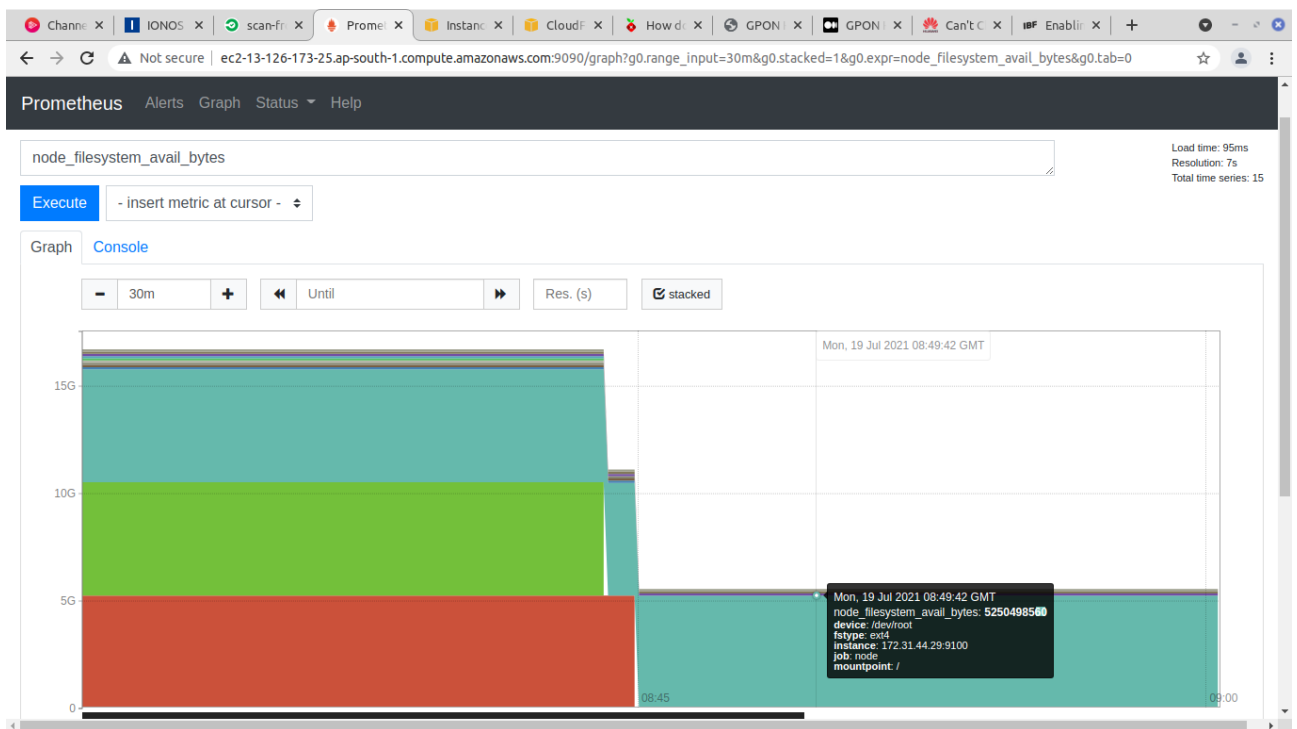 Channe
IONOS
scan-fr
Promet
Instanc
CloudF
How do
GPON
GPON
Can't C
IBF Enablin
Not secure ec2-13-126-173-25.ap-south-1.compute.amazonaws.com:9090/graph?g0.range_input=30m&g0.stacked=1&g0.expr=node_filesystem_avail_bytes&g0.tab=0
Prometheus Alerts Graph Status Help
node_filesystem_avail_bytes
Load time: 95ms
Resolution: 7s
Total time series: 15
Execute
- insert metric at cursor -
Graph Console
30m Until Res. (s) stacked
Mon, 19 Jul 2021 08:49:42 GMT
15G
10G
5G
0
Mon, 19 Jul 2021 08:49:42 GMT
node_filesystem_avail_bytes: 5250498560
device: /dev/root
fstype: ext4
instance: 172.31.44.29:9100
job: node
mountpoint: /
08:45
09:00